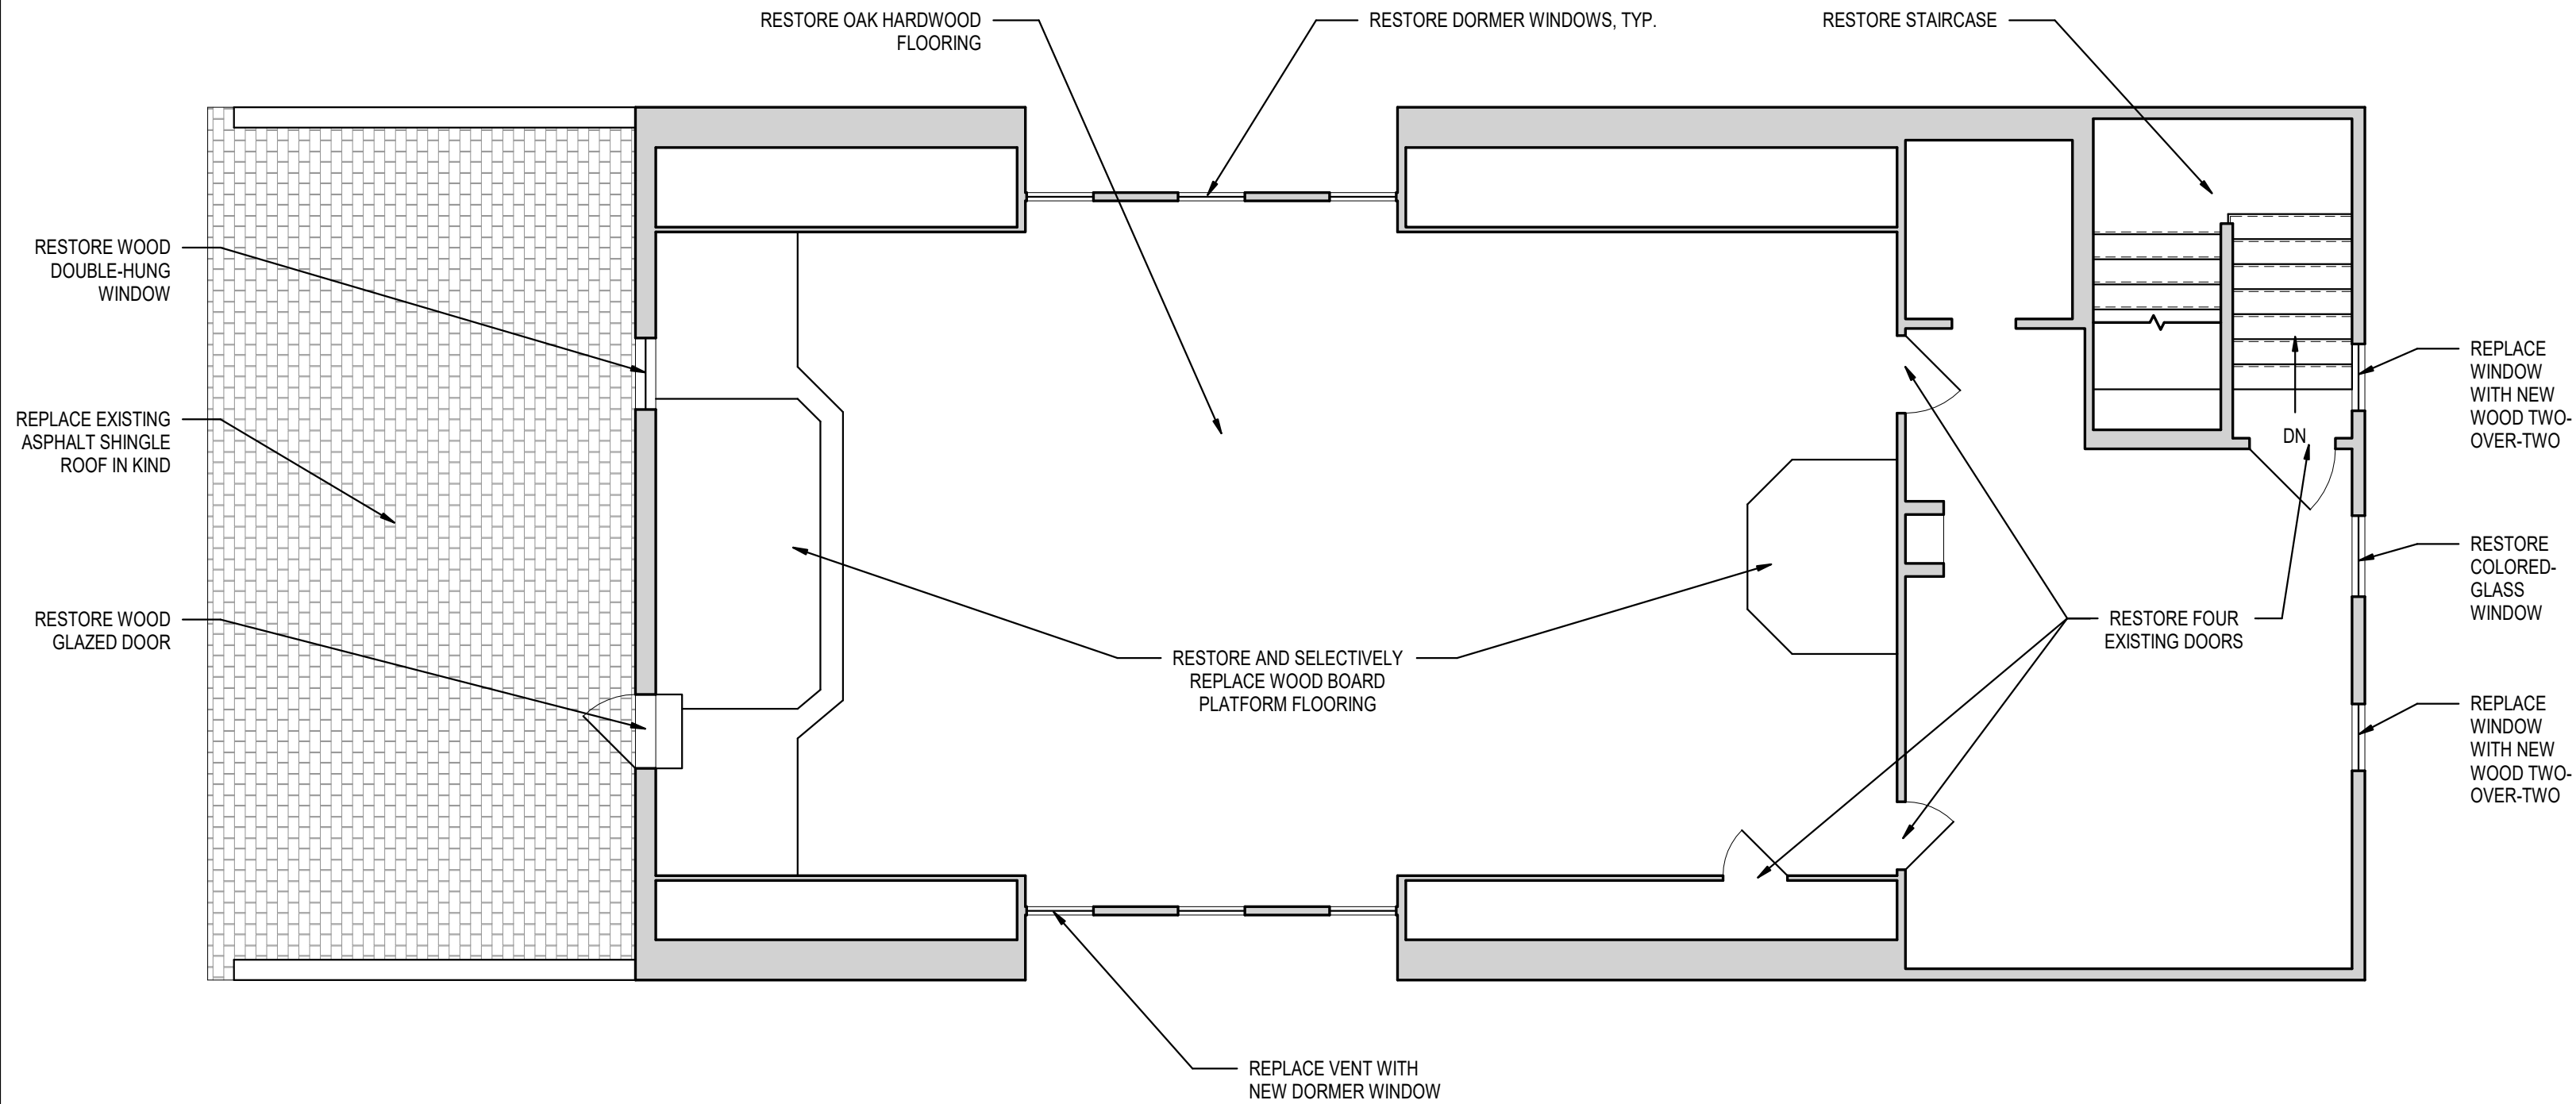 RESTORE OAK HARDWOOD
FLOORING
RESTORE DORMER WINDOWS, TYP.
RESTORE STAIRCASE
RESTORE WOOD
DOUBLE-HUNG
WINDOW
REPLACE EXISTING
ASPHALT SHINGLE
ROOF IN KIND
RESTORE WOOD
GLAZED DOOR
RESTORE AND SELECTIVELY
REPLACE WOOD BOARD
PLATFORM FLOORING
DN
RESTORE FOUR
EXISTING DOORS
REPLACE
WINDOW
WITH NEW
WOOD TWO-
OVER-TWO
RESTORE
COLORED-
GLASS
WINDOW
REPLACE
WINDOW
WITH NEW
WOOD TWO-
OVER-TWO
REPLACE VENT WITH
NEW DORMER WINDOW